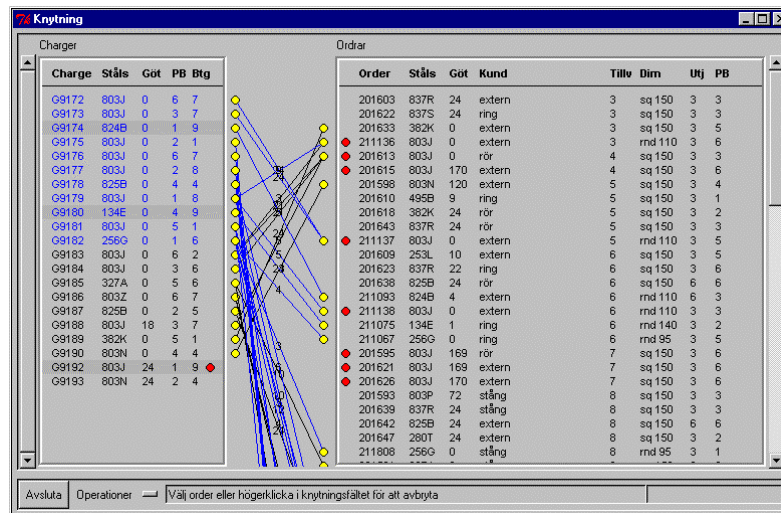 Knytning
Charger
Ordrar
Charge Ståls Göt PB Btg
G9172 803J 0 6 7
G9173 803J 0 3 7
G9174 824B 0 1 9
G9175 803J 0 2 1
G9176 803J 0 6 7
G9177 803J 0 2 8
G9178 825B 0 4 4
G9179 803J 0 1 8
G9180 134E 0 4 9
G9181 803J 0 5 1
G9182 256G 0 1 6
G9183 803J 0 6 2
G9184 803J 0 3 6
G9185 327A 0 3 6
G9186 803Z 0 6 7
G9187 825B 0 2 5
G9188 803J 18 3 7
G9189 382K 0 5 1
G9190 803N 0 4 4
G9192 803J 24 1 9
G9193 803N 24 2 4
Order Ståls Göt Kund Tillv Dim Utj PB
201603 837R 24 extern 3 sq 150 3 3
201622 837S 24 ring 3 sq 150 3 3
201633 382K 0 extern 3 sq 150 3 5
211136 803J 0 extern 3 rnd 110 3 6
201613 803J 0 rör 4 sq 150 3 3
201615 803J 170 extern 4 sq 150 3 6
201598 803N 120 extern 5 sq 150 3 4
201610 495B 9 ring 5 sq 150 3 1
201618 382K 24 rör 5 sq 150 3 2
201643 837R 24 rör 5 sq 150 3 3
211137 803J 0 extern 5 rnd 110 3 5
201609 253L 10 extern 6 sq 150 3 5
201623 837R 22 ring 6 sq 150 3 3
201638 825B 24 rör 6 sq 150 6 6
211093 824B 4 extern 6 rnd 110 6 3
211138 803J 0 extern 6 rnd 110 3 3
211075 134E 1 ring 6 rnd 140 3 2
211067 256G 0 ring 6 rnd 95 3 5
201595 803J 169 rör 7 sq 150 3 6
201621 803J 169 extern 7 sq 150 3 6
201626 803J 170 extern 7 sq 150 3 6
201593 803P 72 stång 8 sq 150 3 3
201639 837R 24 stång 8 sq 150 3 3
201642 825B 24 extern 8 sq 150 6 6
201647 280T 24 extern 8 sq 150 3 2
211808 256G 0 stång 8 rnd 95 3 1
Avsluta Operationer Välj order eller högerklicka i knytningsfältet för att avbryta